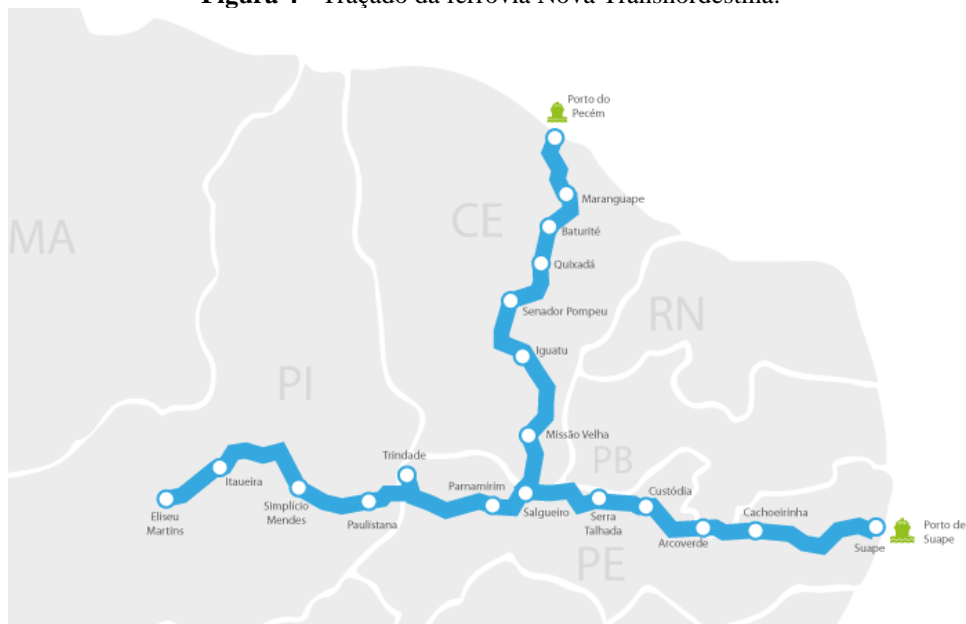 Figura 4 - Traçado da ferrovia Nova Transnordestina.
Porto do
Pecém
Maranguape
CE
MA
Baturité
Quixadá
Senador Pompeu
RN
Iguatu
PI
Missão Velha
Trindade
PB
Itaueira
Parnamirim
Custódia
Simplício
Mendes
Salgueiro
Serra
Talhada
Cachoeirinha
Eliseu
Martins
Paulistana
Arcoverde
Suape
Porto de
Suape
PE